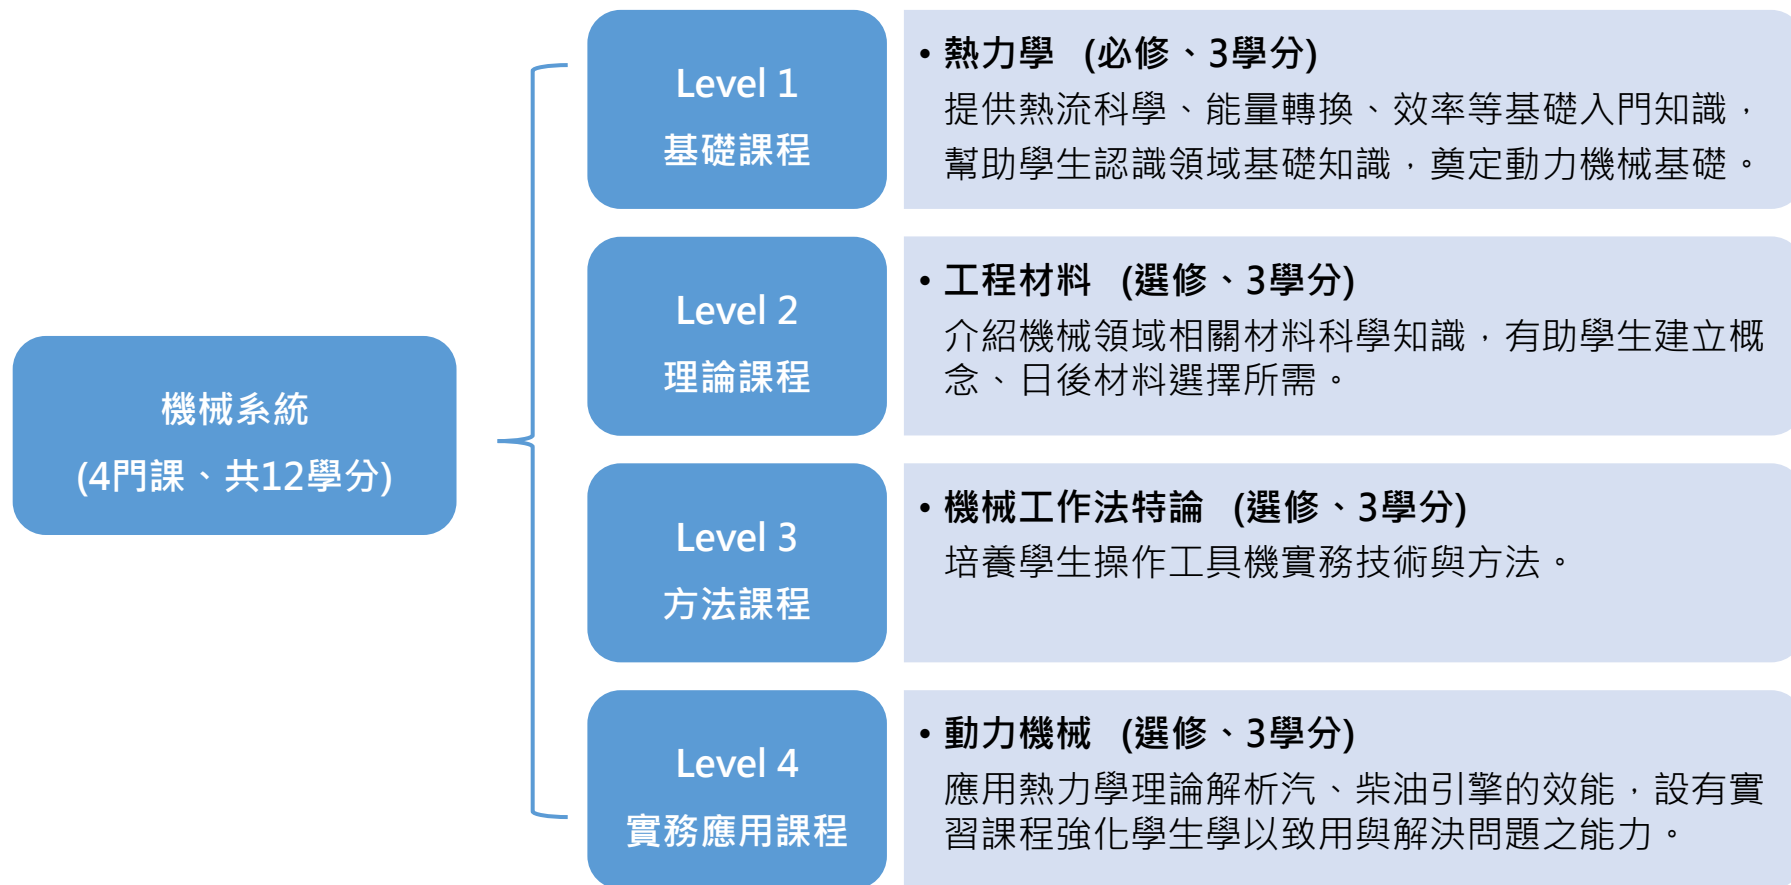 機械系統
(4門課、共12學分)
Level 1
基礎課程
• 熱力學 (必修、3學分)
提供熱流科學、能量轉換、效率等基礎入門知識，
幫助學生認識領域基礎知識，奠定動力機械基礎。
Level 2
理論課程
• 工程材料 (選修、3學分)
介紹機械領域相關材料科學知識，有助學生建立概
念、日後材料選擇所需。
Level 3
方法課程
• 機械工作法特論 (選修、3學分)
培養學生操作工具機實務技術與方法。
Level 4
實務應用課程
• 動力機械 (選修、3學分)
應用熱力學理論解析汽、柴油引擎的效能，設有實
習課程強化學生學以致用與解決問題之能力。